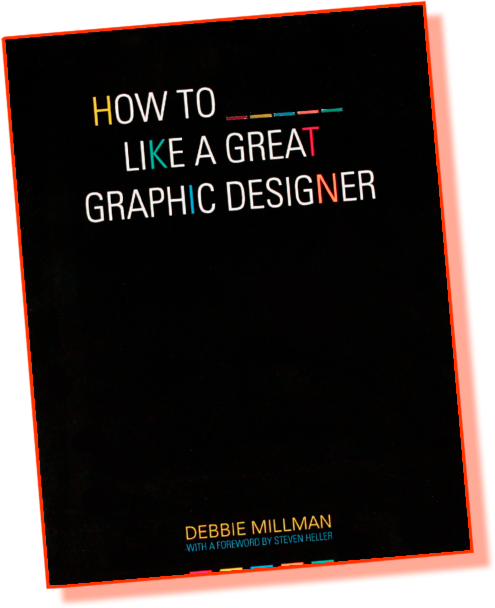 HOW TO _ _ _ _ _
LIKE A GREAT
GRAPHIC DESIGNER
DEBBIE MILLMAN
WITH A FOREWORD BY STEVEN HELLER